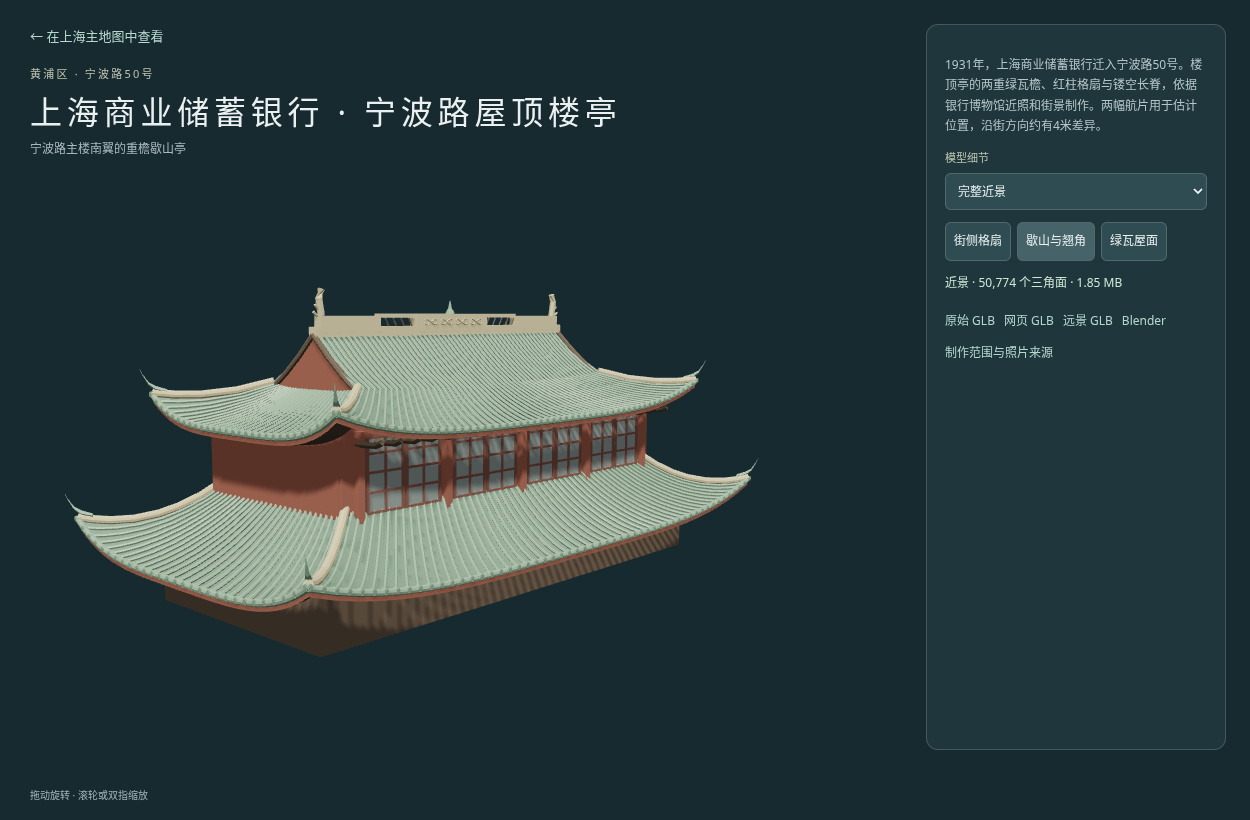 ← 在上海主地图中查看
黄浦区 · 宁波路50号
上海商业储蓄银行 · 宁波路屋顶楼亭
宁波路主楼南翼的重檐歇山亭
1931年，上海商业储蓄银行迁入宁波路50号。楼
顶亭的两重绿瓦檐、红柱格扇与镂空长脊，依据
银行博物馆近照和街景制作。两幅航片用于估计
位置，沿街方向约有4米差异。
模型细节
完整近景
街侧格扇 歇山与翘角 绿瓦屋面
近景 · 50,774 个三角面 · 1.85 MB
原始 GLB 网页 GLB 远景 GLB Blender
制作范围与照片来源
拖动旋转 · 滚轮或双指缩放